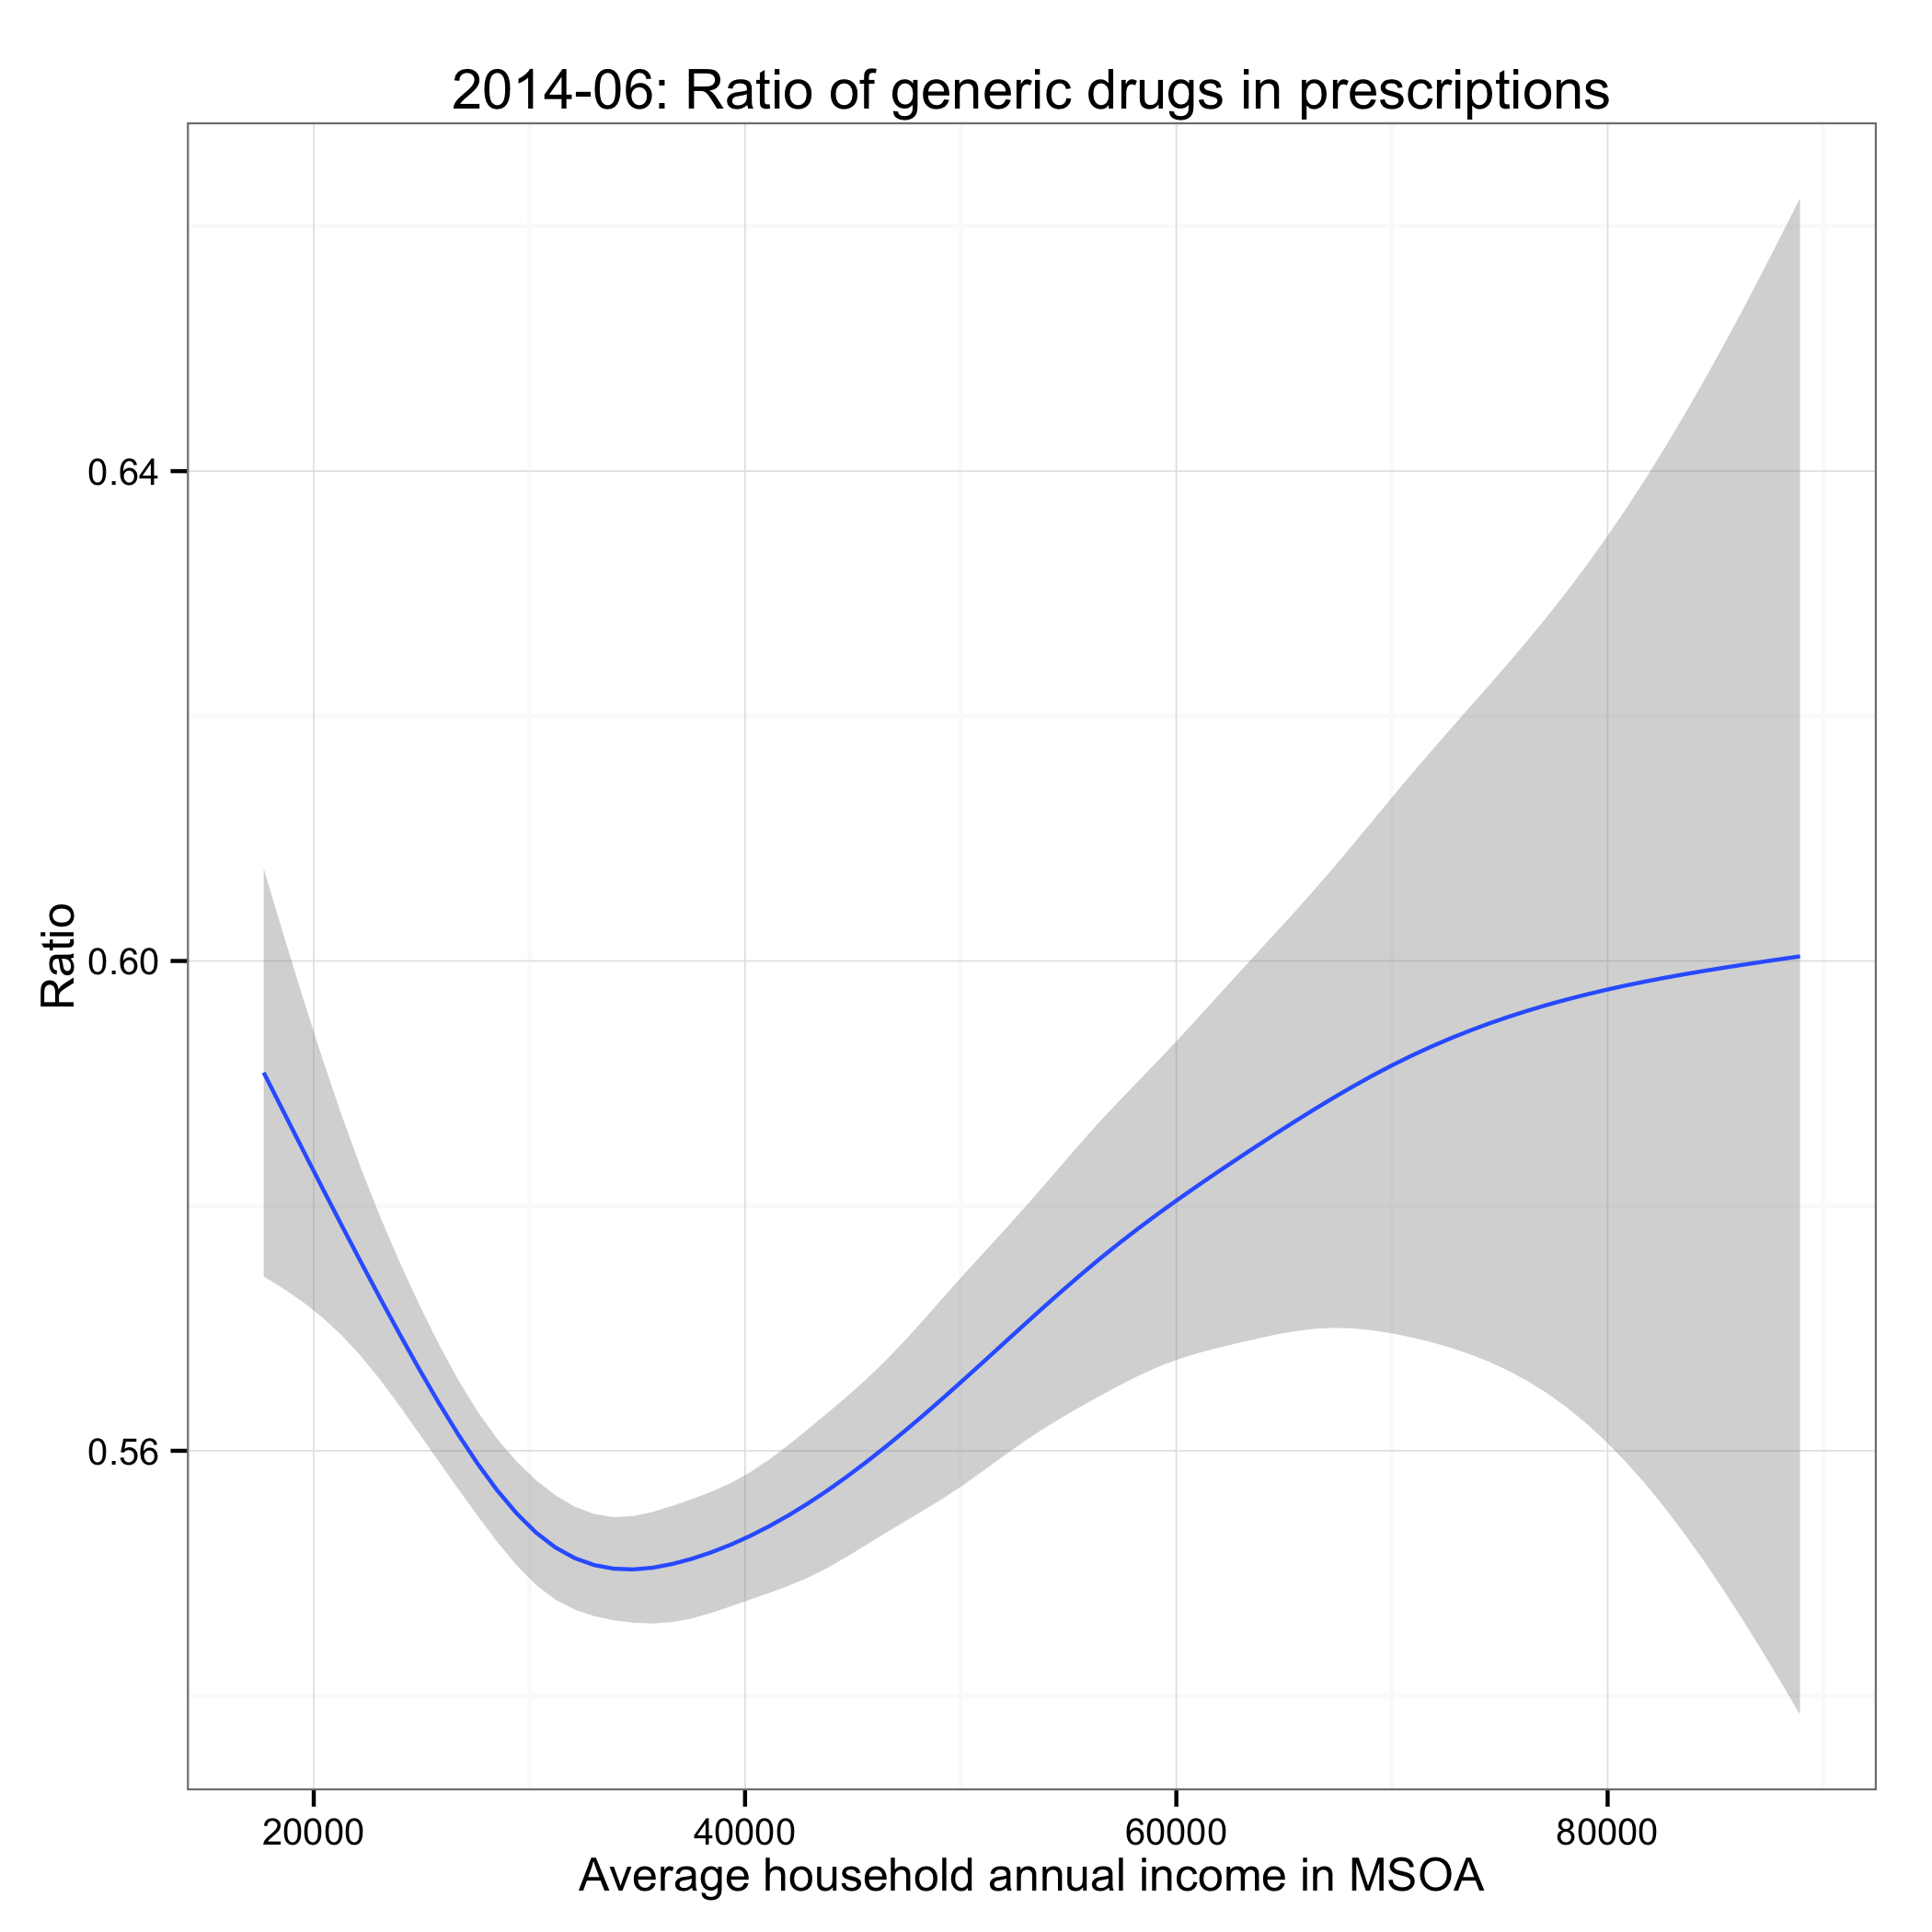 2014-06: Ratio of generic drugs in prescriptions
Ratio
0.64
0.60
0.56
20000 40000 60000 80000
Average household annual income in MSOA